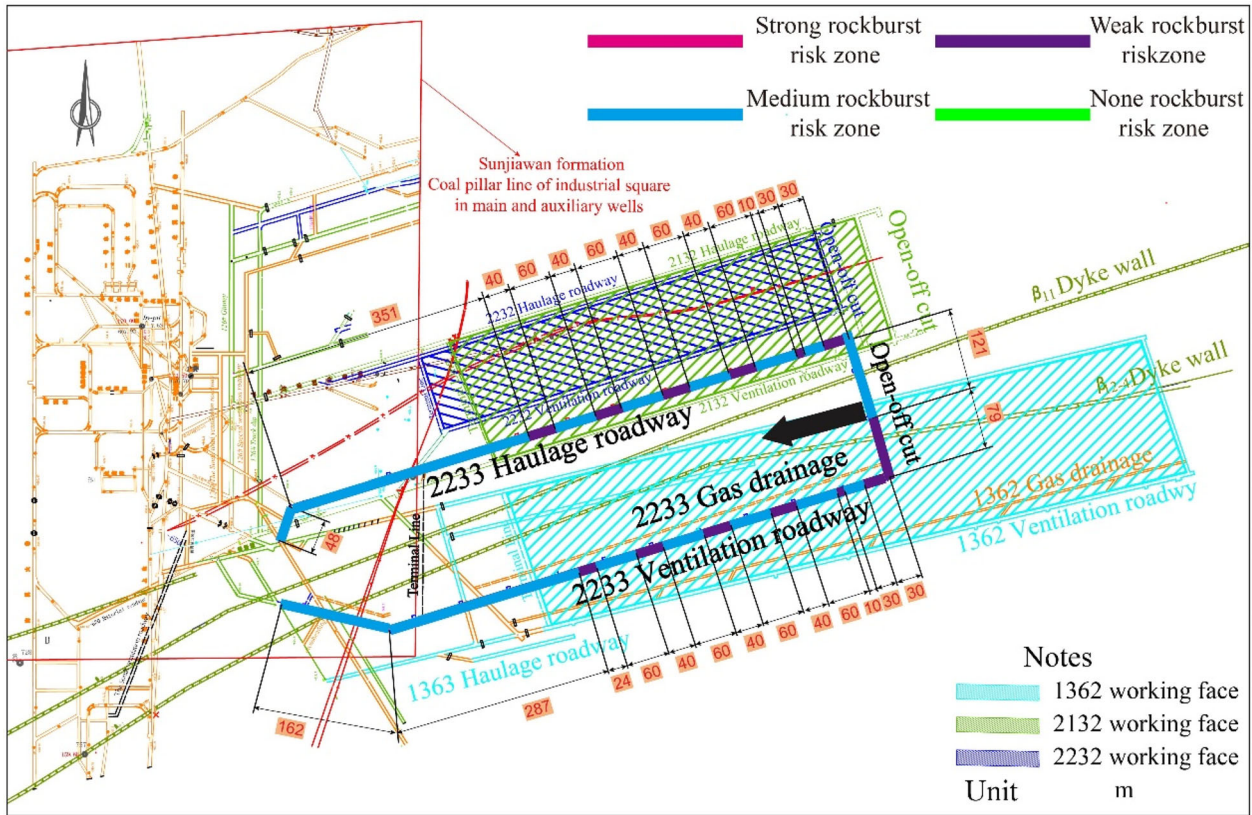 Strong rockburst
risk zone
Weak rockburst
riskzone
Medium rockburst
risk zone
None rockburst
risk zone
Sunjiawan formation
Coal pillar line of industrial square
in main and auxiliary wells
351
40
60
40
60
40
60
40
60
10
30
30
2132 Haulage roadway
2232 Haulage roadway
Open-off cut
Open-off cut
2232 Ventilation roadway
2132 Ventilation roadway
β11 Dyke wall
β2-4 Dyke wall
121
79
Open-off cut
2233 Haulage roadway
2233 Gas drainage
2233 Ventilation roadway
1362 Gas drainage
1362 Ventilation roadwy
48
Terminal Line
1363 Haulage roadway
162
287
24
60
40
60
40
60
40
60
10
30
30
Notes
1362 working face
2132 working face
2232 working face
Unit m